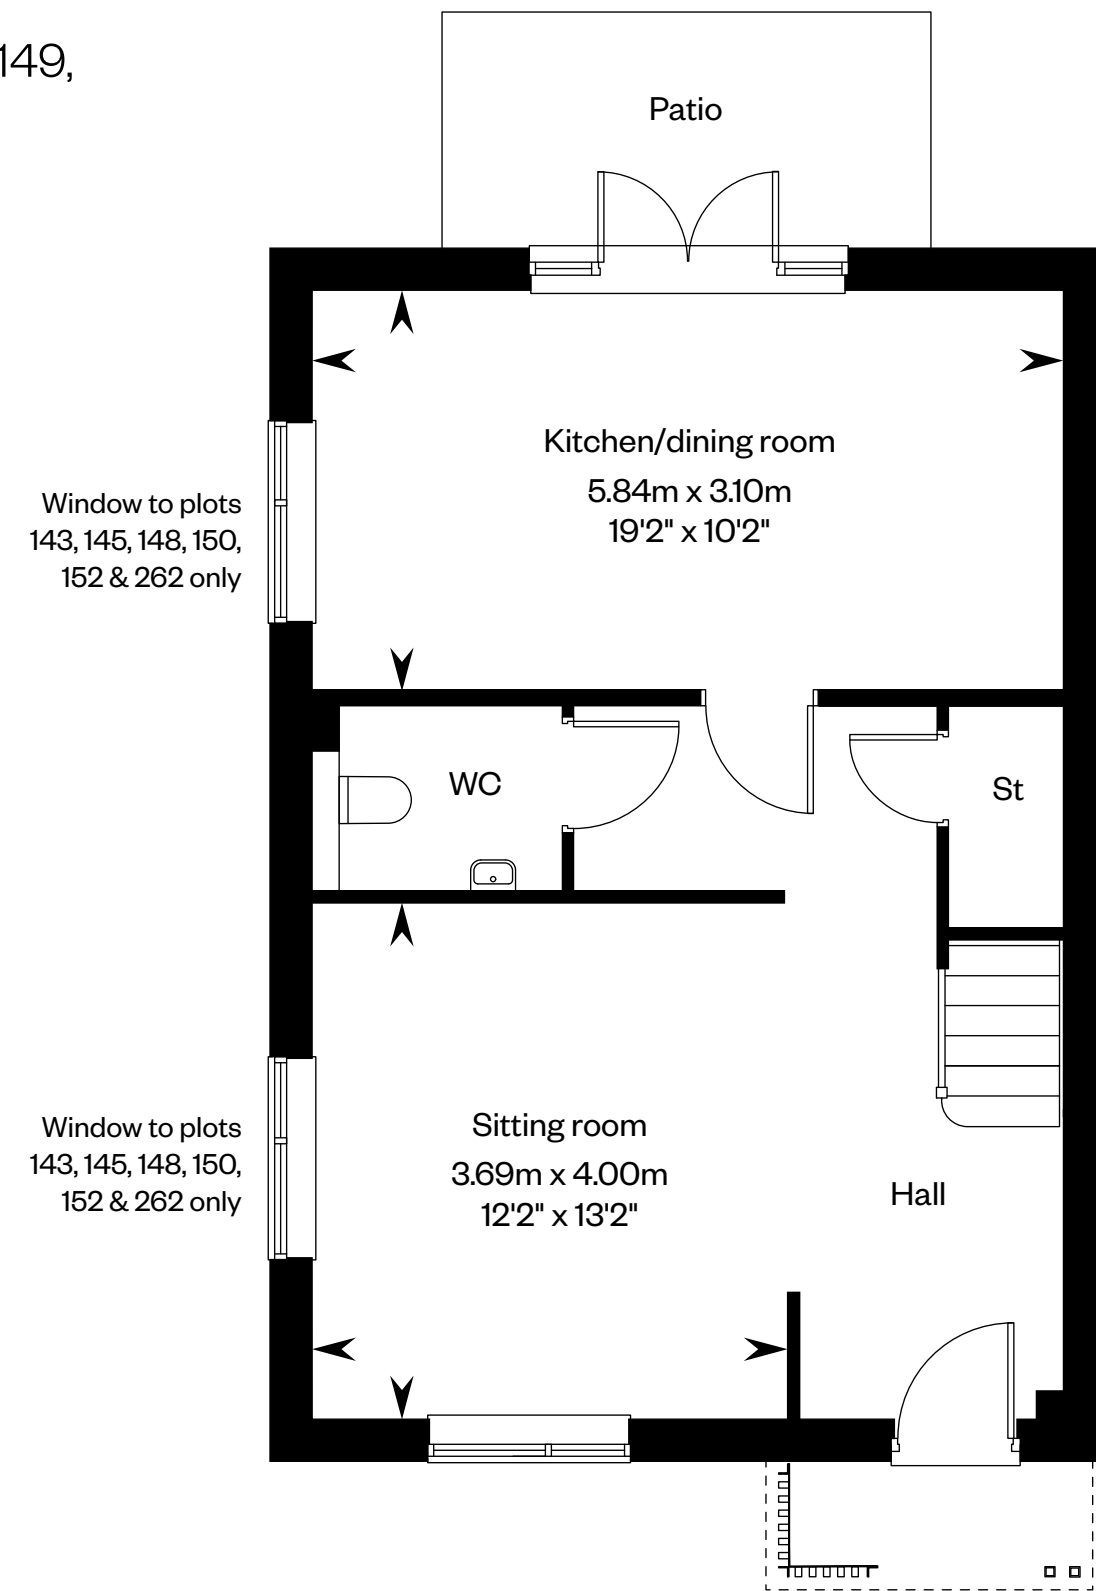 149,
Patio
Kitchen/dining room
5.84m x 3.10m
19'2" x 10'2"
Window to plots
143, 145, 148, 150,
152 & 262 only
WC
St
Sitting room
3.69m x 4.00m
12'2" x 13'2"
Window to plots
143, 145, 148, 150,
152 & 262 only
Hall